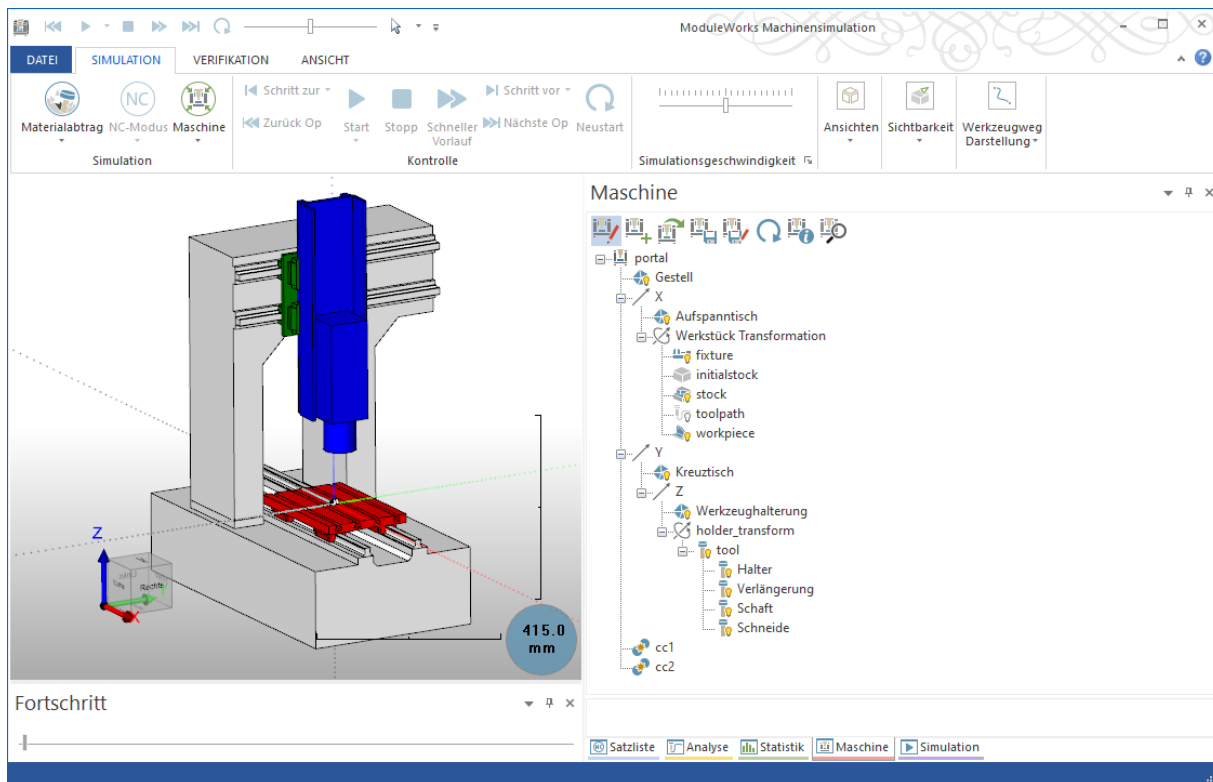 ModuleWorks Machinensimulation
DATEI SIMULATION VERIFIKATION ANSICHT
Materialabtrag NC-Modus Maschine
NC
Simulation
Schritt zur
Zurück Op
Start Stopp Schneller Vorlauf
Schritt vor
Nächste Op
Neustart
Kontrolle
Simulationsgeschwindigkeit
Ansichten Sichtbarkeit Werkzeugweg
Darstellung
Z
X
Rechts
415.0
mm
Fortschritt
Maschine
portal
Gestell
X
Aufspanntisch
Werkstück Transformation
fixture
initialstock
stock
toolpath
workpiece
Y
Kreuztisch
Z
Werkzeughalterung
holder_transform
tool
Halter
Verlängerung
Schaft
Schneide
cc1
cc2
Satzliste Analyse Statistik Maschine Simulation